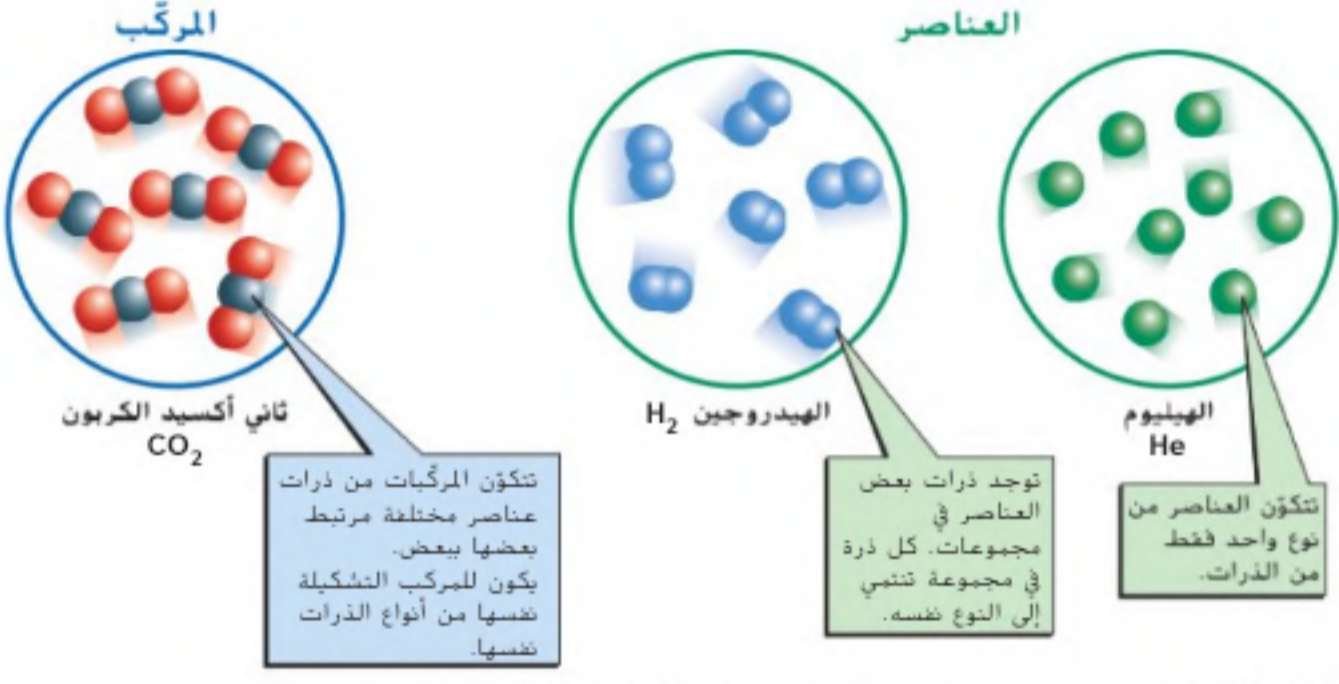 العناصر
المركَّب
الهيليوم
He
الهيدروجين H2
ثاني أكسيد الكربون
CO2
تتكوّن العناصر من
نوع واحد فقط
من الذرات.
توجد ذرات بعض
العناصر في
مجموعات. كل ذرة
في مجموعة تنتمي
إلى النوع نفسه.
تتكوّن المركَّبات من ذرات
عناصر مختلفة مرتبط
بعضها ببعض.
يكون للمركب التشكيلة
نفسها من أنواع الذرات
نفسها.